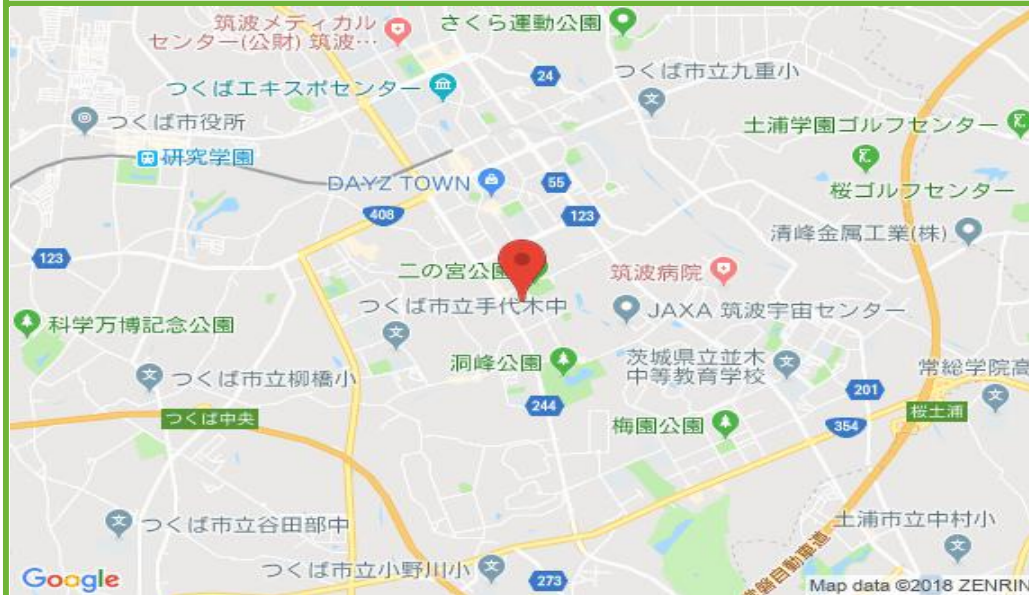 筑波メディカル
センター(公財) 筑波…
さくら運動公園
24
つくば市立九重小
つくばエキスポセンター
つくば市役所
土浦学園ゴルフセンター
研究学園
DAYZ TOWN
55
桜ゴルフセンター
408
123
清峰金属工業(株)
123
二の宮公園
筑波病院
つくば市立手代木中
JAXA 筑波宇宙センター
科学万博記念公園
洞峰公園
茨城県立並木
中等教育学校
常総学院高
つくば市立柳橋小
201
244
つくば中央
桜土浦
梅園公園
354
つくば市立谷田部中
土浦市立中村小
常磐自動車道
つくば市立小野川小
273
Google
Map data ©2018 ZENRIN